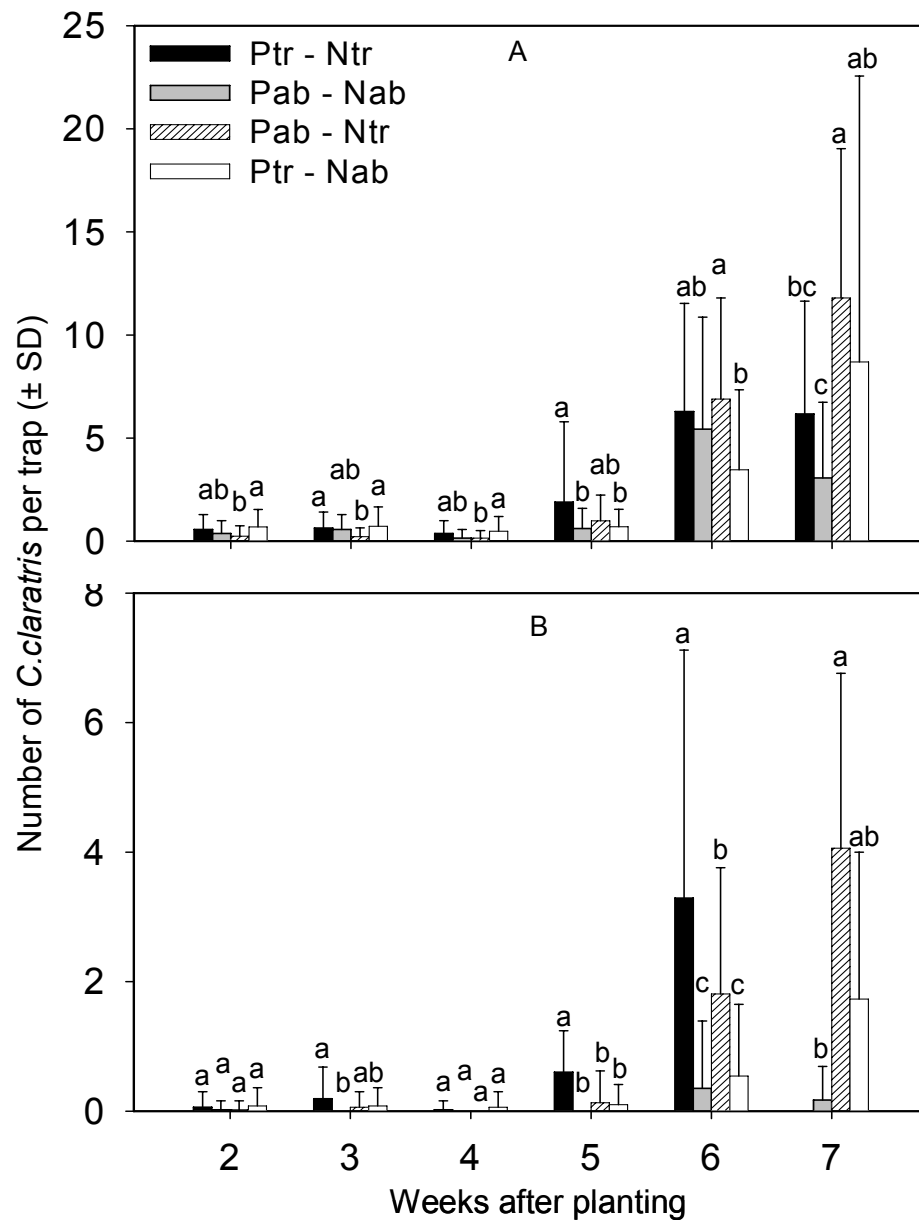 Number of C.claratris per trap (± SD)
25
20
15
10
5
0
A
Ptr - Ntr
Pab - Nab
Pab - Ntr
Ptr - Nab
ab ab b a
a ab b a
ab b a
a b ab b
ab a b
bc c a ab
8
6
4
2
0
B
a a a a
a b ab
a a a a
a b b b
a c b c
b a ab
2 3 4 5 6 7
Weeks after planting